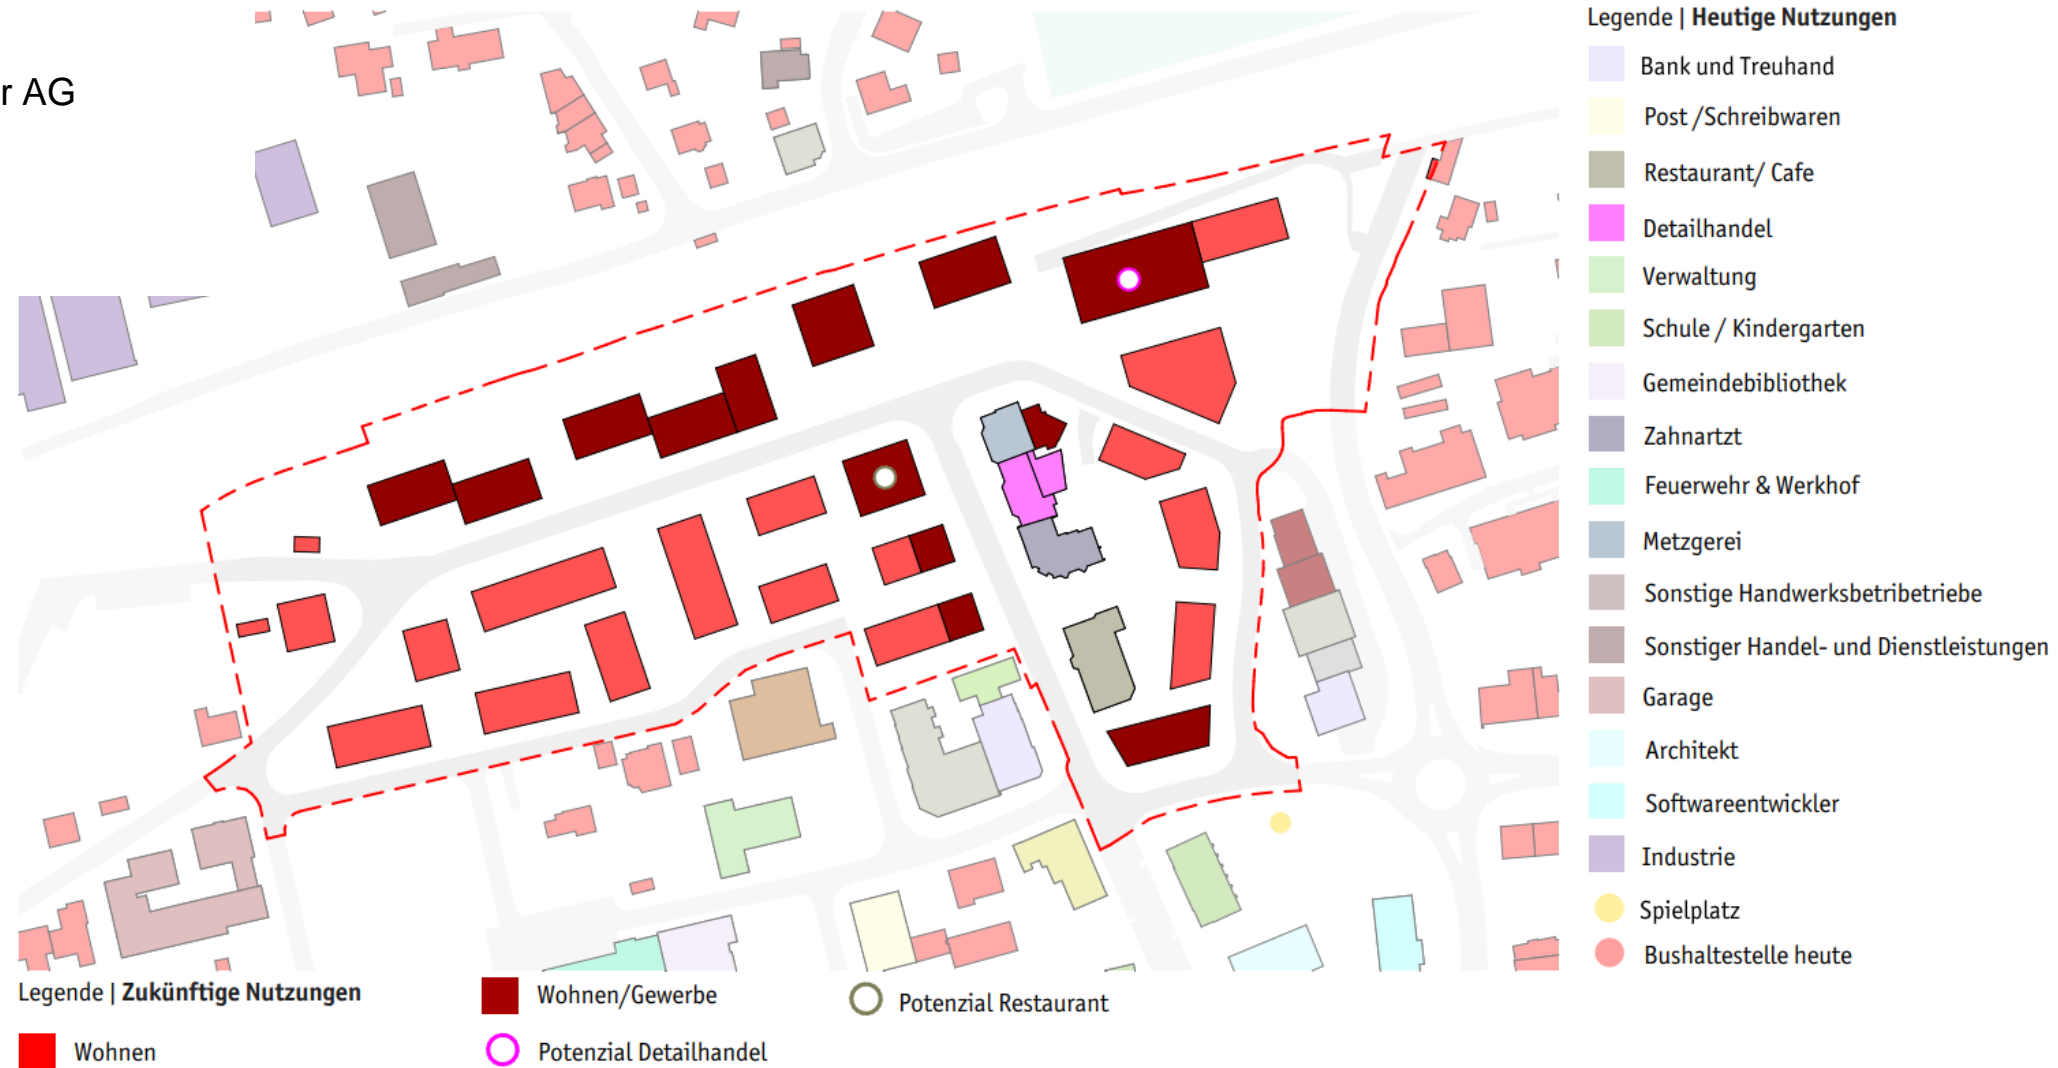 r AG
Legende | Heutige Nutzungen
Bank und Treuhand
Post /Schreibwaren
Restaurant/ Cafe
Detailhandel
Verwaltung
Schule / Kindergarten
Gemeindebibliothek
Zahnartzt
Feuerwehr & Werkhof
Metzgerei
Sonstige Handwerksbetribetriebe
Sonstiger Handel- und Dienstleistungen
Garage
Architekt
Softwareentwickler
Industrie
Spielplatz
Bushaltestelle heute
Legende | Zukünftige Nutzungen
Wohnen
Wohnen/Gewerbe
Potenzial Detailhandel
Potenzial Restaurant